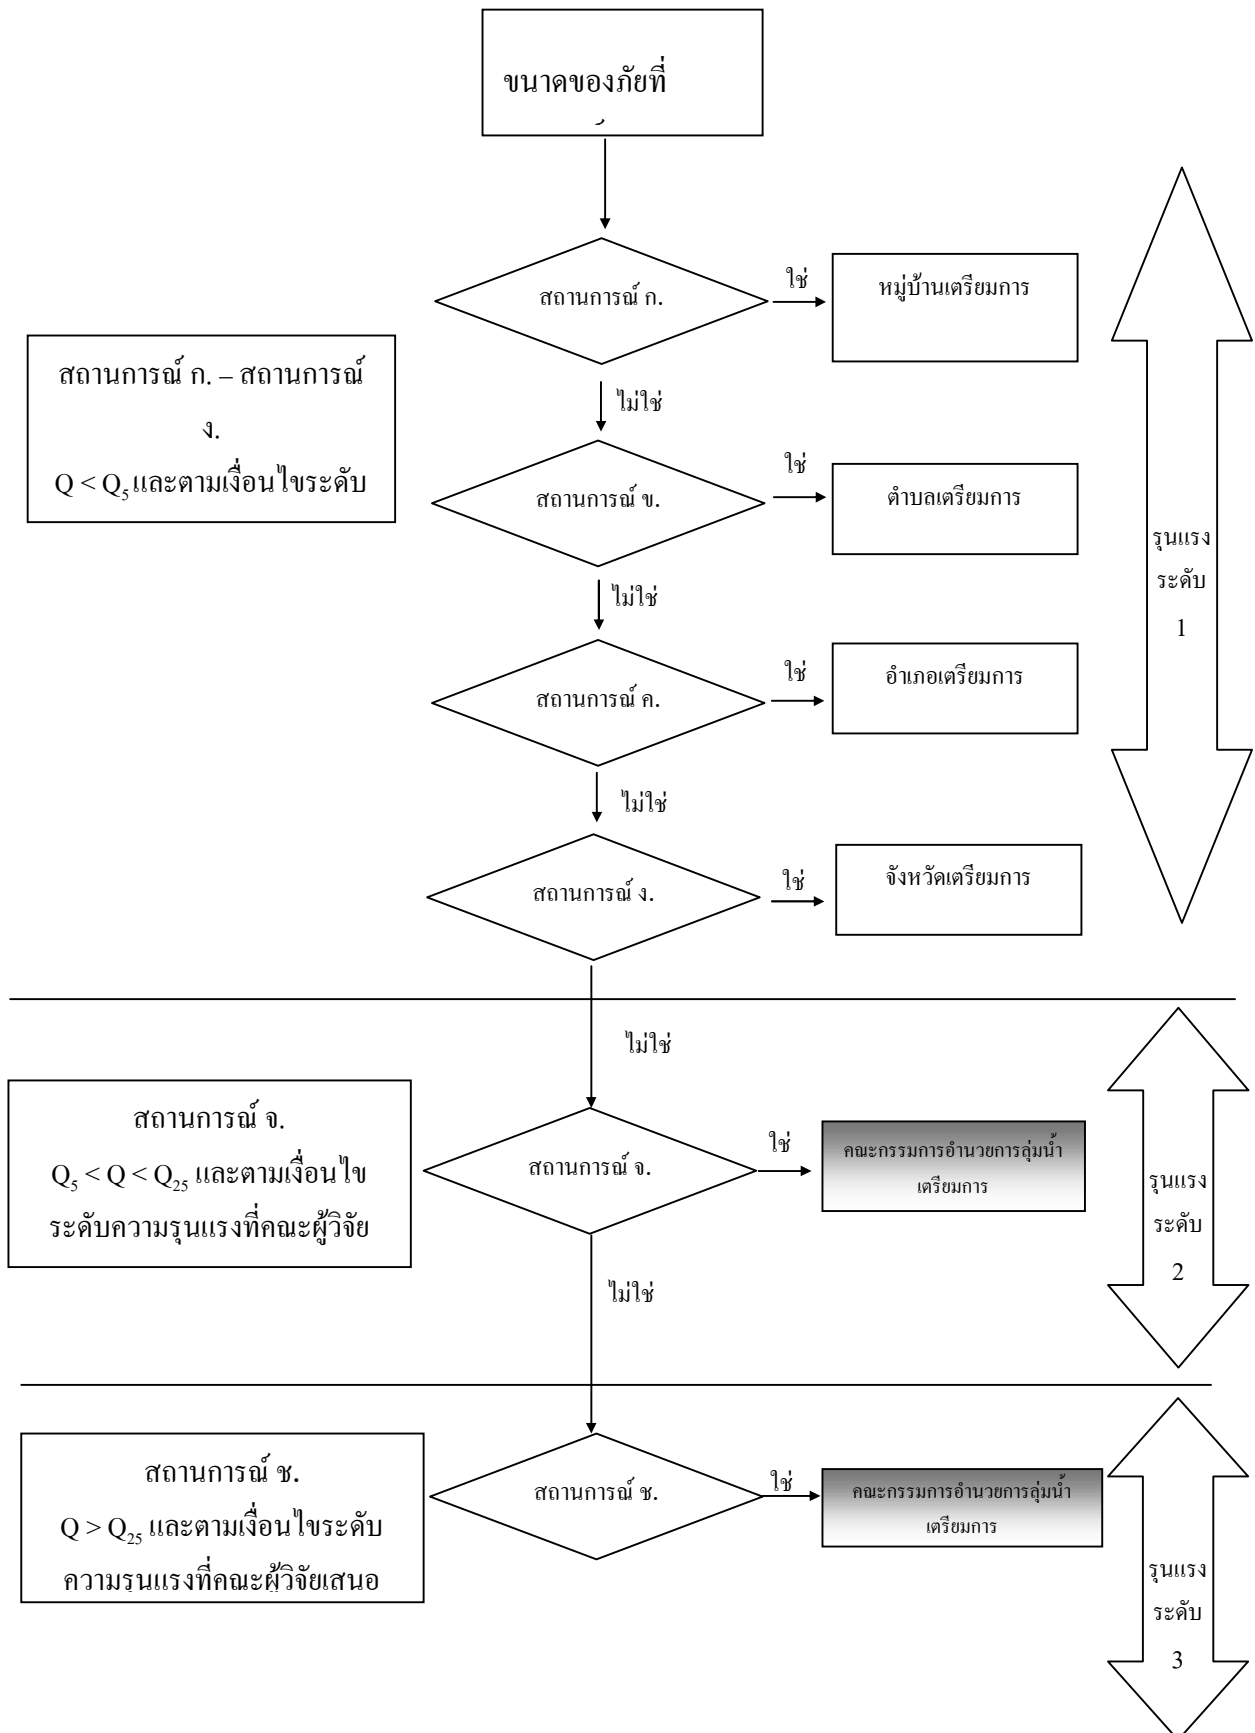 ขนาดของภัยที่
สถานการณ์ ก.
ใช่
หมู่บ้านเตรียมการ
สถานการณ์ ก. – สถานการณ์
ง.
Q < Q5 และตามเงื่อนไขระดับ
ไม่ใช่
สถานการณ์ ข.
ใช่
ตำบลเตรียมการ
รุนแรง
ระดับ
1
ไม่ใช่
สถานการณ์ ค.
ใช่
อำเภอเตรียมการ
ไม่ใช่
สถานการณ์ ง.
ใช่
จังหวัดเตรียมการ
ไม่ใช่
สถานการณ์ จ.
Q5 < Q < Q25 และตามเงื่อนไข
ระดับความรุนแรงที่คณะผู้วิจัย
สถานการณ์ จ.
ใช่
คณะกรรมการอำนวยการลุ่มน้ำ
เตรียมการ
รุนแรง
ระดับ
2
ไม่ใช่
สถานการณ์ ช.
Q > Q25 และตามเงื่อนไขระดับ
ความรุนแรงที่คณะผู้วิจัยเสนอ
สถานการณ์ ช.
ใช่
คณะกรรมการอำนวยการลุ่มน้ำ
เตรียมการ
รุนแรง
ระดับ
3